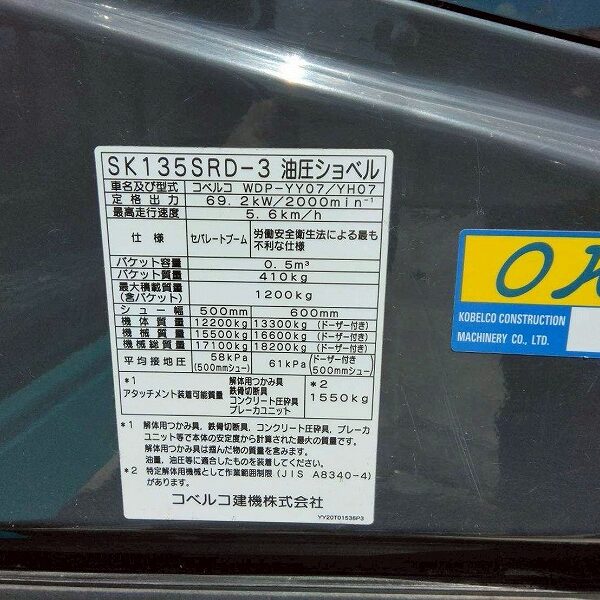 SK135SRD-3 油圧ショベル
車名及び型式 コベルコ WDP-YY07/YH07
定格出力 69.2kW/2000min⁻¹
最高走行速度 5.6km/h
仕様 セパレートブーム 労働安全衛生法による最も
不利な仕様
バケット容量 0.5m³
バケット質量 410kg
最大積載質量
(含バケット) 1200kg
シュー幅 500mm 600mm
機体質量 12200kg 13300kg (ドーザー付き)
機械質量 15500kg 16600kg (ドーザー付き)
機械総質量 17100kg 18200kg (ドーザー付き)
平均接地圧 58kPa (500mmシュー) 61kPa (ドーザー付き 500mmシュー)
*1
アタッチメント装着可能質量
解体用つかみ具
鉄骨切断具
コンクリート圧砕具
ブレーカユニット
*2
1550kg
*1 解体用つかみ具, 鉄骨切断具, コンクリート圧砕具, ブレーカ
ユニット等で本体の安定度から計算された最大の質量です。
解体用つかみ具は掴んだ物の質量を含みます。
油量, 油圧等に適合したものを装着してください。
*2 特定解体用機械として作業範囲制限 (JIS A8340-4)
があります。
コベルコ建機株式会社
YY20T01538P3
KOBELCO CONSTRUCTION
MACHINERY CO., LTD.